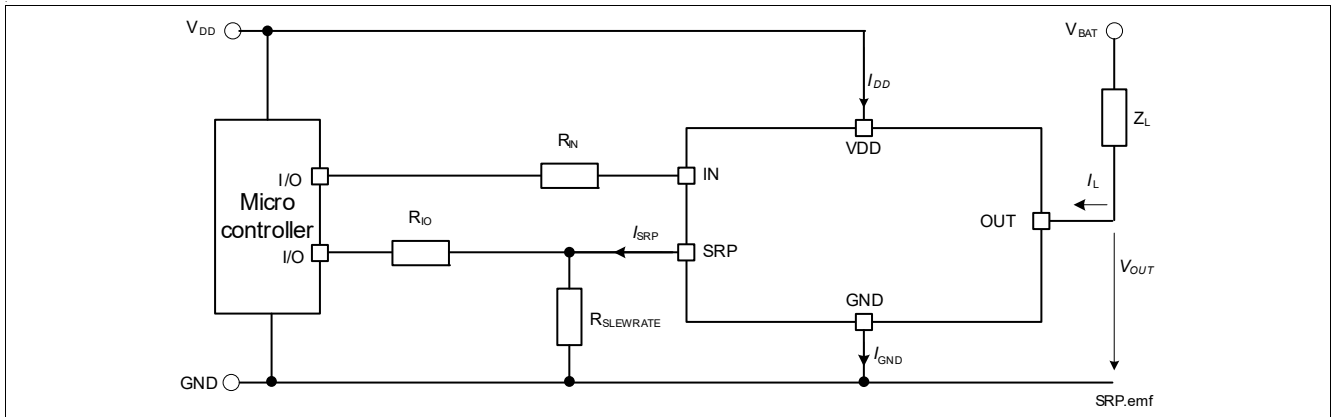 VDD
VBAT
IDD
ZL
RIN
VDD
I/O
IN
IL
Micro
controller
RIO
ISRP
OUT
I/O
SRP
VOUT
GND
RSLEWRATE
IGND
GND
SRP.emf